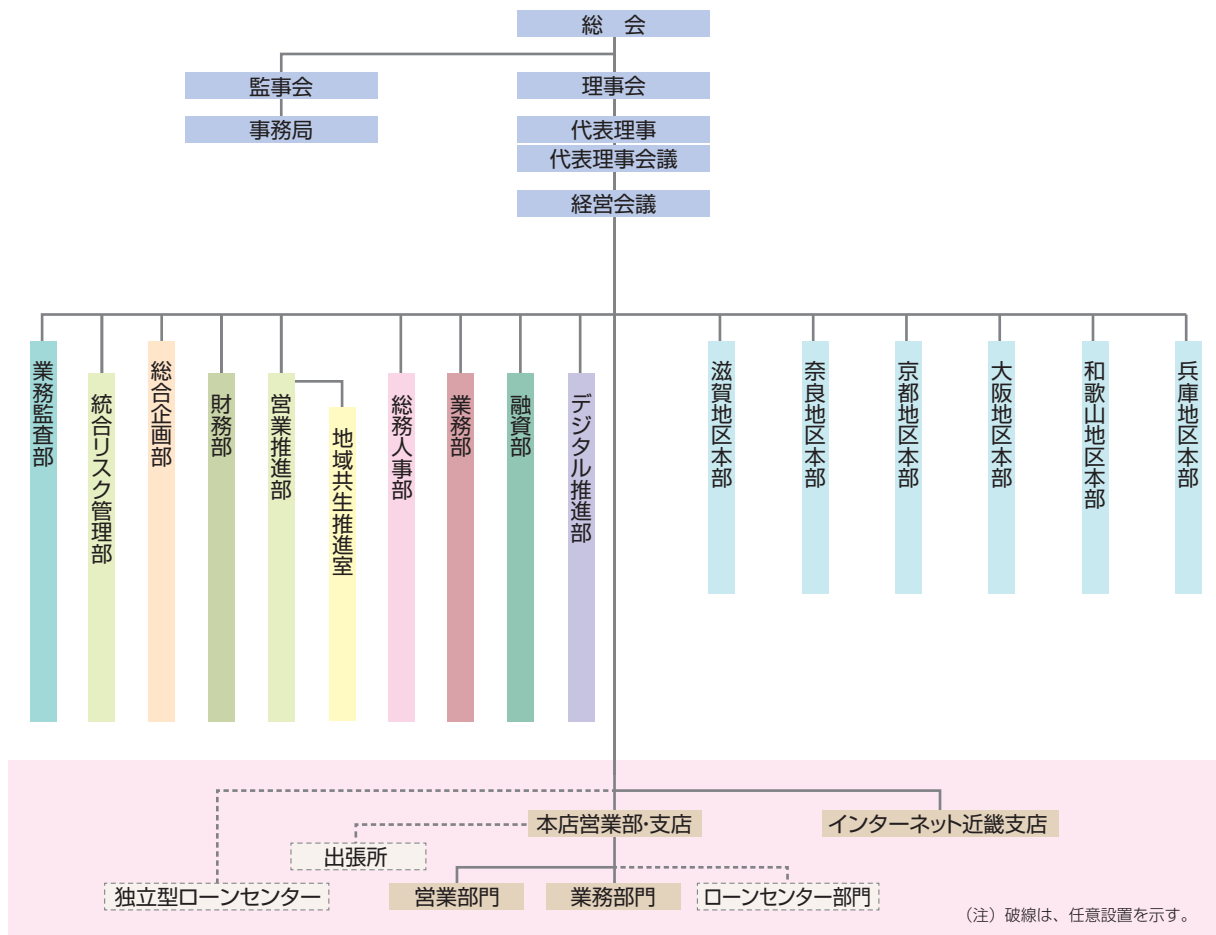 総　会
監事会
理事会
事務局
代表理事
代表理事会議
経営会議
業務監査部
統合リスク管理部
総合企画部
財務部
営業推進部
地域共生推進室
総務人事部
業務部
融資部
デジタル推進部
滋賀地区本部
奈良地区本部
京都地区本部
大阪地区本部
和歌山地区本部
兵庫地区本部
本店営業部・支店
インターネット近畿支店
出張所
独立型ローンセンター
営業部門
業務部門
ローンセンター部門
（注）破線は、任意設置を示す。